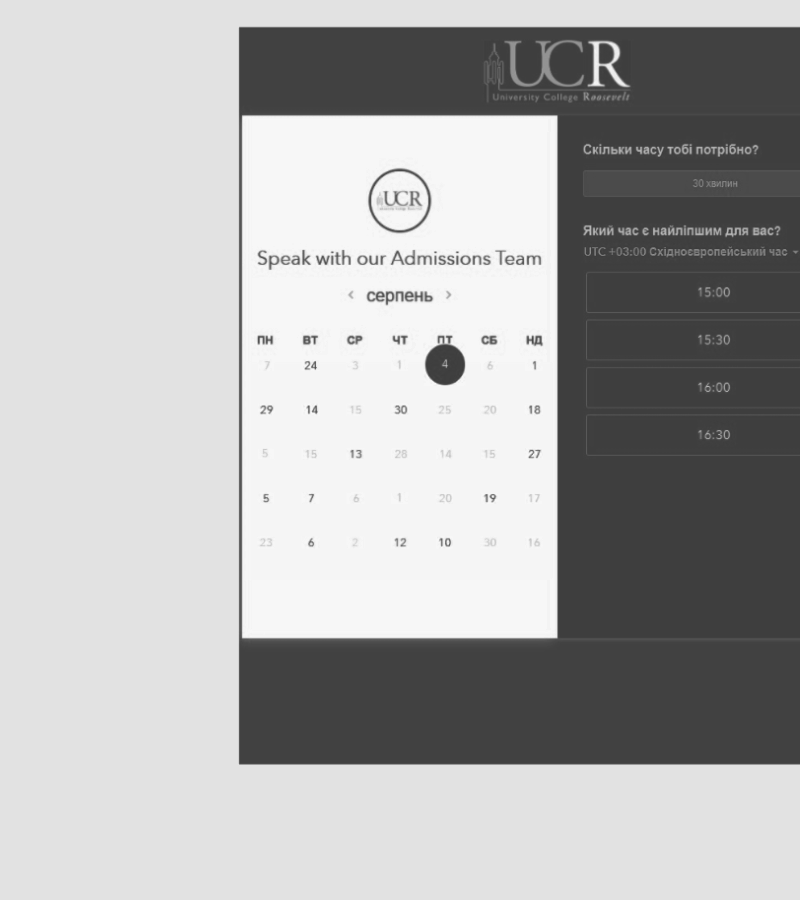 UCR
University College Roosevelt
UCR
Speak with our Admissions Team
< серпень >
ПН ВТ СР ЧТ ПТ СБ НД
7 24 3 1 4 6 1
29 14 15 30 25 20 18
5 15 13 28 14 15 27
5 7 6 1 20 19 17
23 6 2 12 10 30 16
Скільки часу тобі потрібно?
30 хвилин
Який час є найліпшим для вас?
UTC +03:00 Східноєвропейський час
15:00
15:30
16:00
16:30